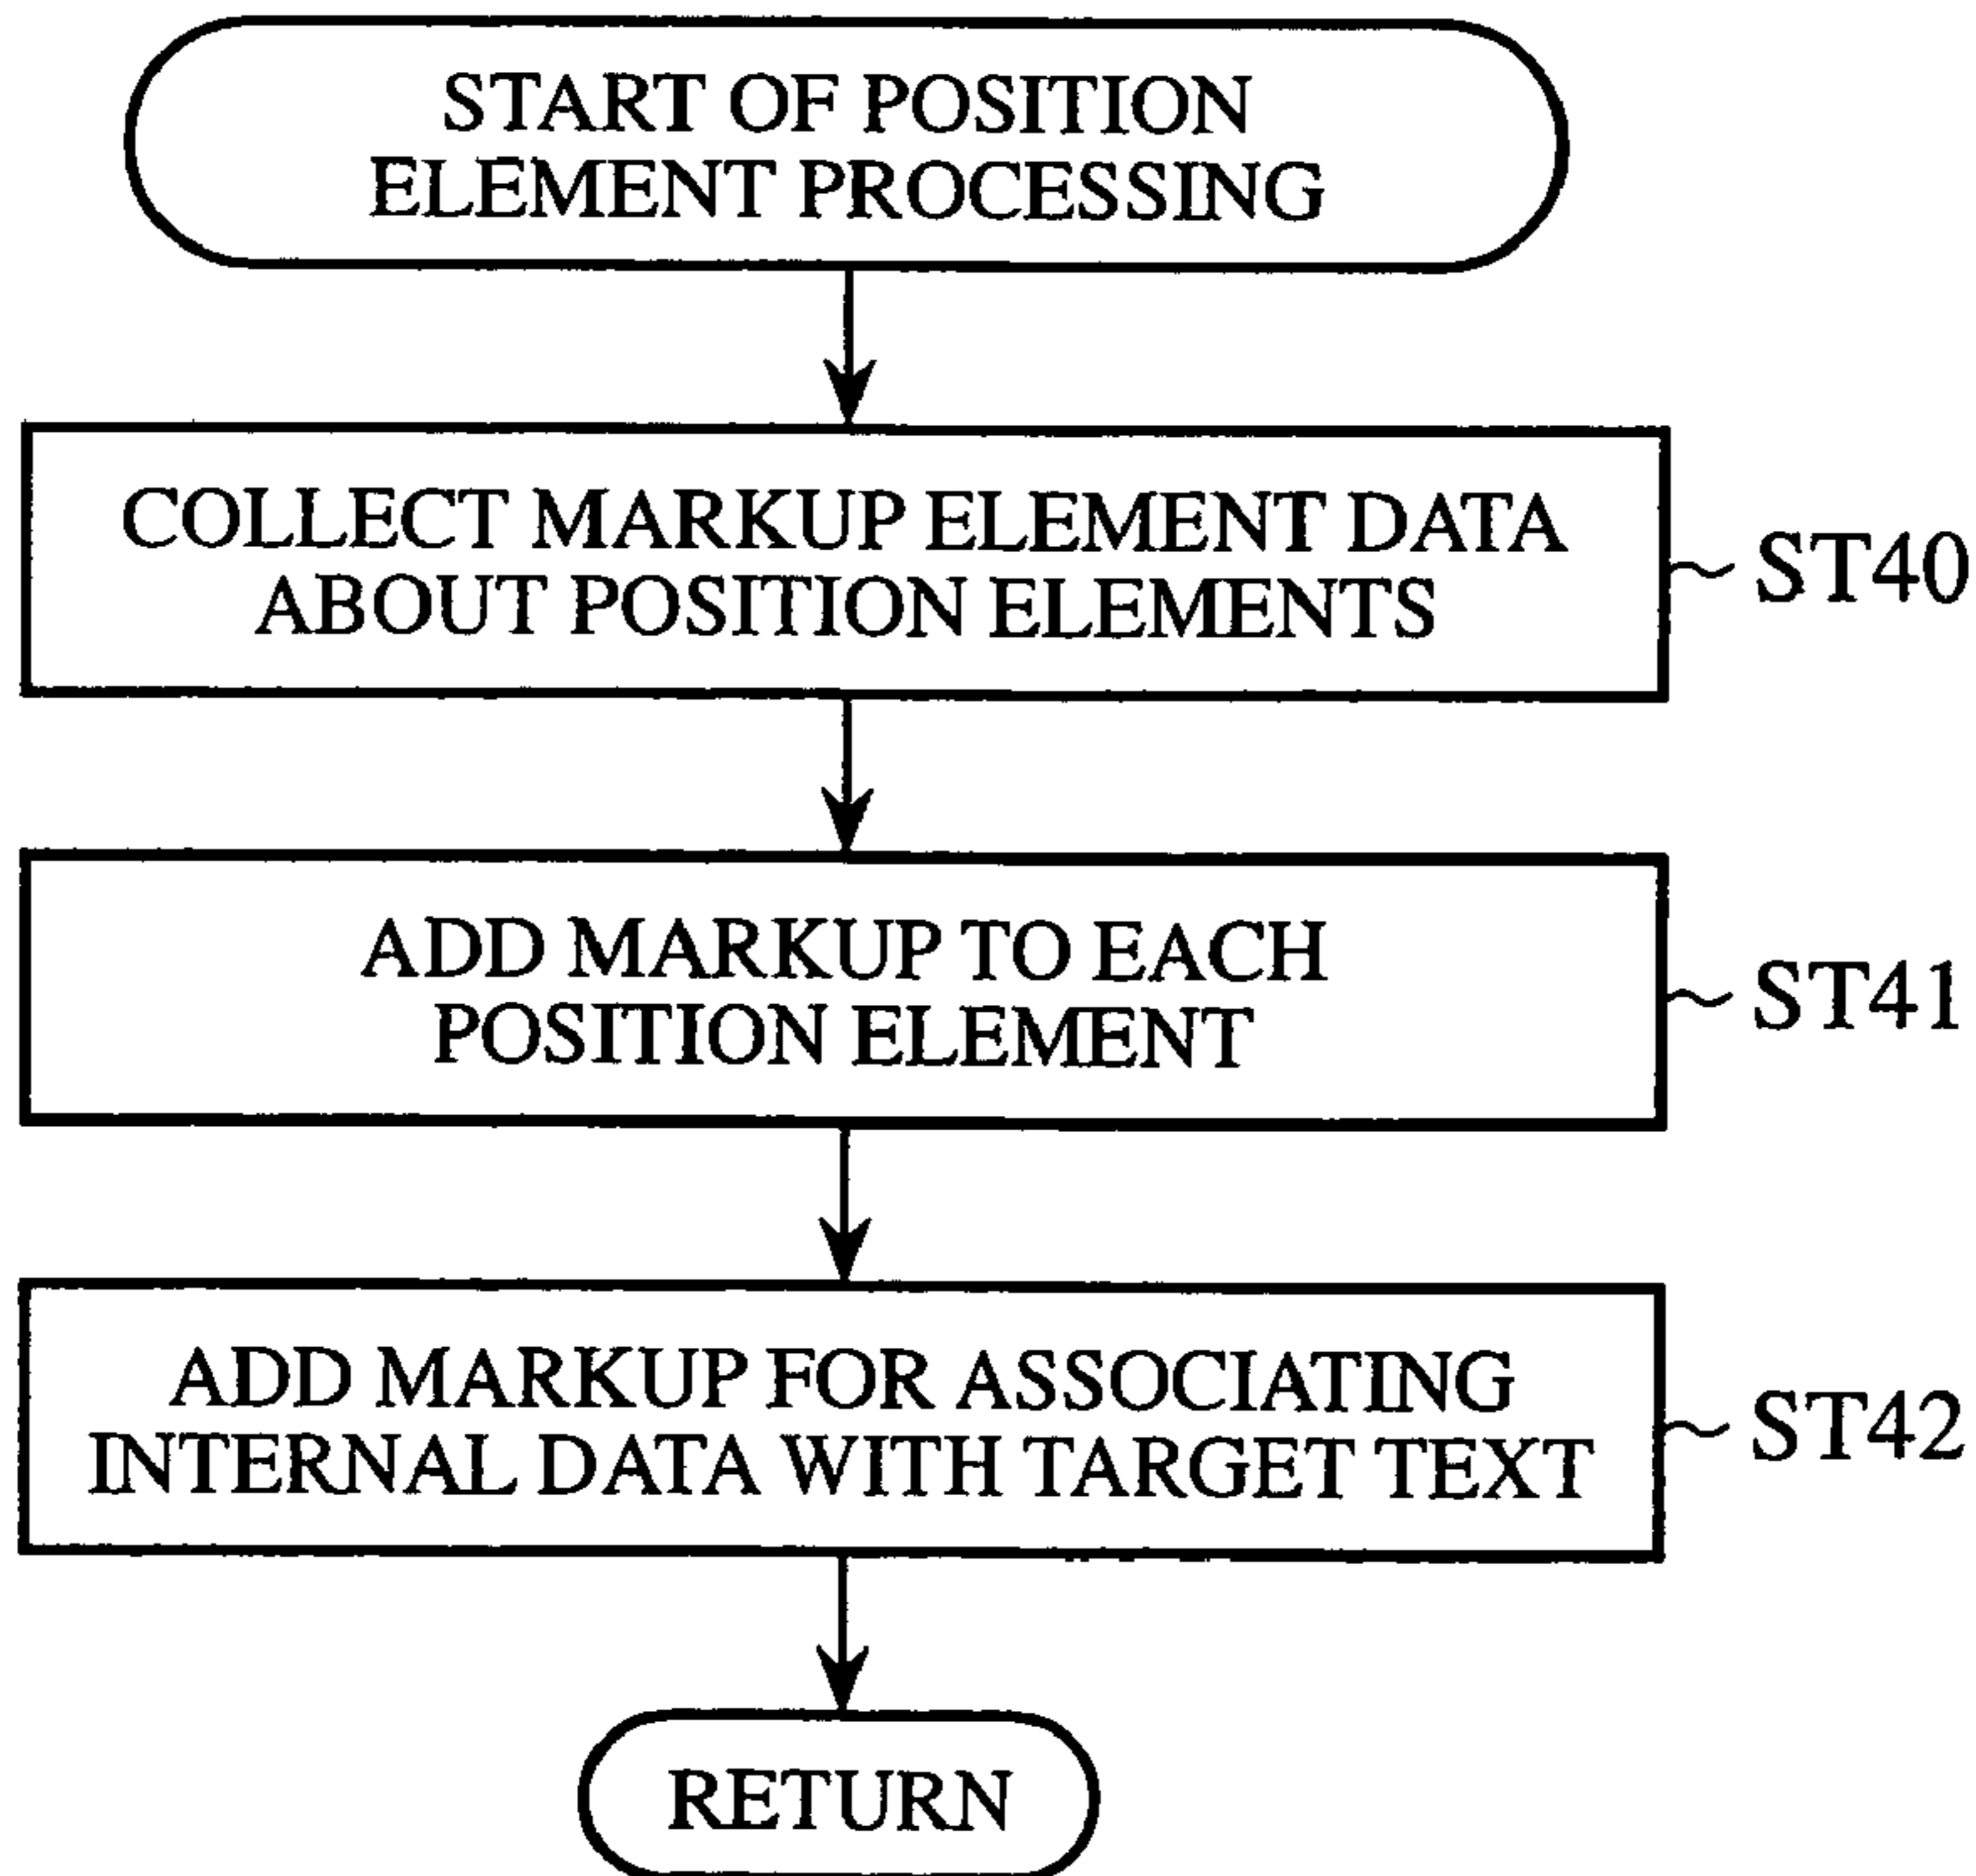 START OF POSITION
ELEMENT PROCESSING
COLLECT MARKUP ELEMENT DATA
ABOUT POSITION ELEMENTS
ST40
ADD MARKUP TO EACH
POSITION ELEMENT
ST41
ADD MARKUP FOR ASSOCIATING
INTERNAL DATA WITH TARGET TEXT
ST42
RETURN